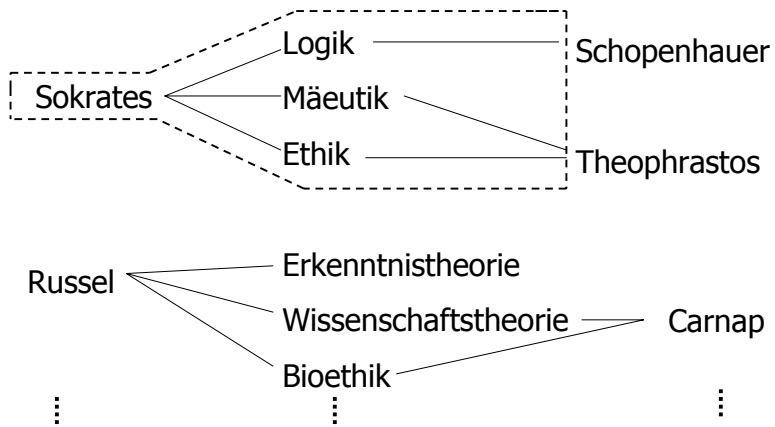 Logik
Schopenhauer
Sokrates
Mäeutik
Ethik
Theophrastos
Erkenntnistheorie
Russel
Wissenschaftstheorie
Carnap
Bioethik